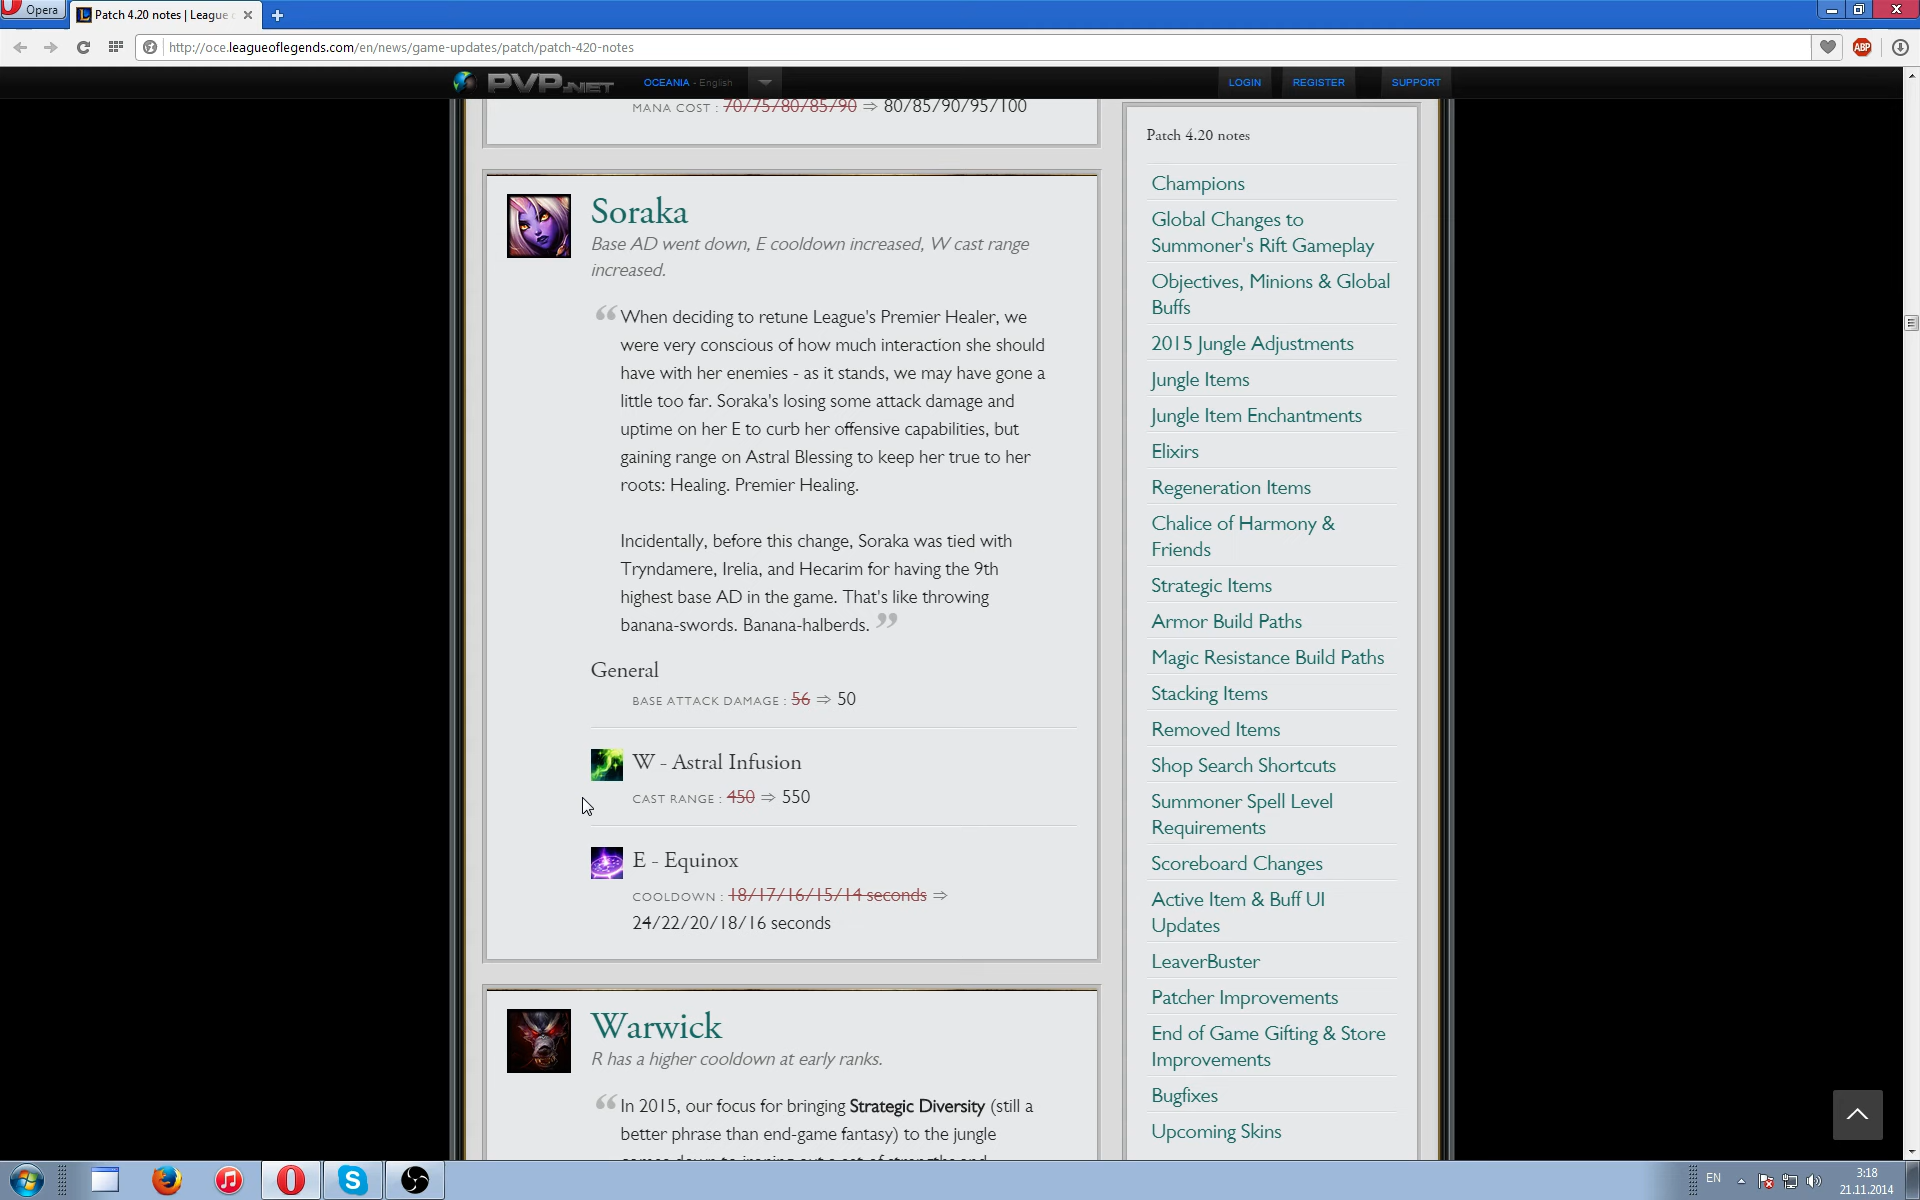 Opera
Patch 4.20 notes | League
http://oce.leagueoflegends.com/en/news/game-updates/patch/patch-420-notes
ABP
PVP.NET
OCEANIA - English
LOGIN
REGISTER
SUPPORT
MANA COST : 70/75/80/85/90 ⇒ 80/85/90/95/100
Soraka
Base AD went down, E cooldown increased, W cast range
increased.
“ When deciding to retune League's Premier Healer, we
were very conscious of how much interaction she should
have with her enemies - as it stands, we may have gone a
little too far. Soraka's losing some attack damage and
uptime on her E to curb her offensive capabilities, but
gaining range on Astral Blessing to keep her true to her
roots: Healing. Premier Healing.
Incidentally, before this change, Soraka was tied with
Tryndamere, Irelia, and Hecarim for having the 9th
highest base AD in the game. That's like throwing
banana-swords. Banana-halberds. ”
General
BASE ATTACK DAMAGE : 56 ⇒ 50
W - Astral Infusion
CAST RANGE : 450 ⇒ 550
E - Equinox
COOLDOWN : 18/17/16/15/14 seconds ⇒
24/22/20/18/16 seconds
Warwick
R has a higher cooldown at early ranks.
“ In 2015, our focus for bringing Strategic Diversity (still a
better phrase than end-game fantasy) to the jungle
Patch 4.20 notes
Champions
Global Changes to
Summoner's Rift Gameplay
Objectives, Minions & Global
Buffs
2015 Jungle Adjustments
Jungle Items
Jungle Item Enchantments
Elixirs
Regeneration Items
Chalice of Harmony &
Friends
Strategic Items
Armor Build Paths
Magic Resistance Build Paths
Stacking Items
Removed Items
Shop Search Shortcuts
Summoner Spell Level
Requirements
Scoreboard Changes
Active Item & Buff UI
Updates
LeaverBuster
Patcher Improvements
End of Game Gifting & Store
Improvements
Bugfixes
Upcoming Skins
EN
3:18
21.11.2014